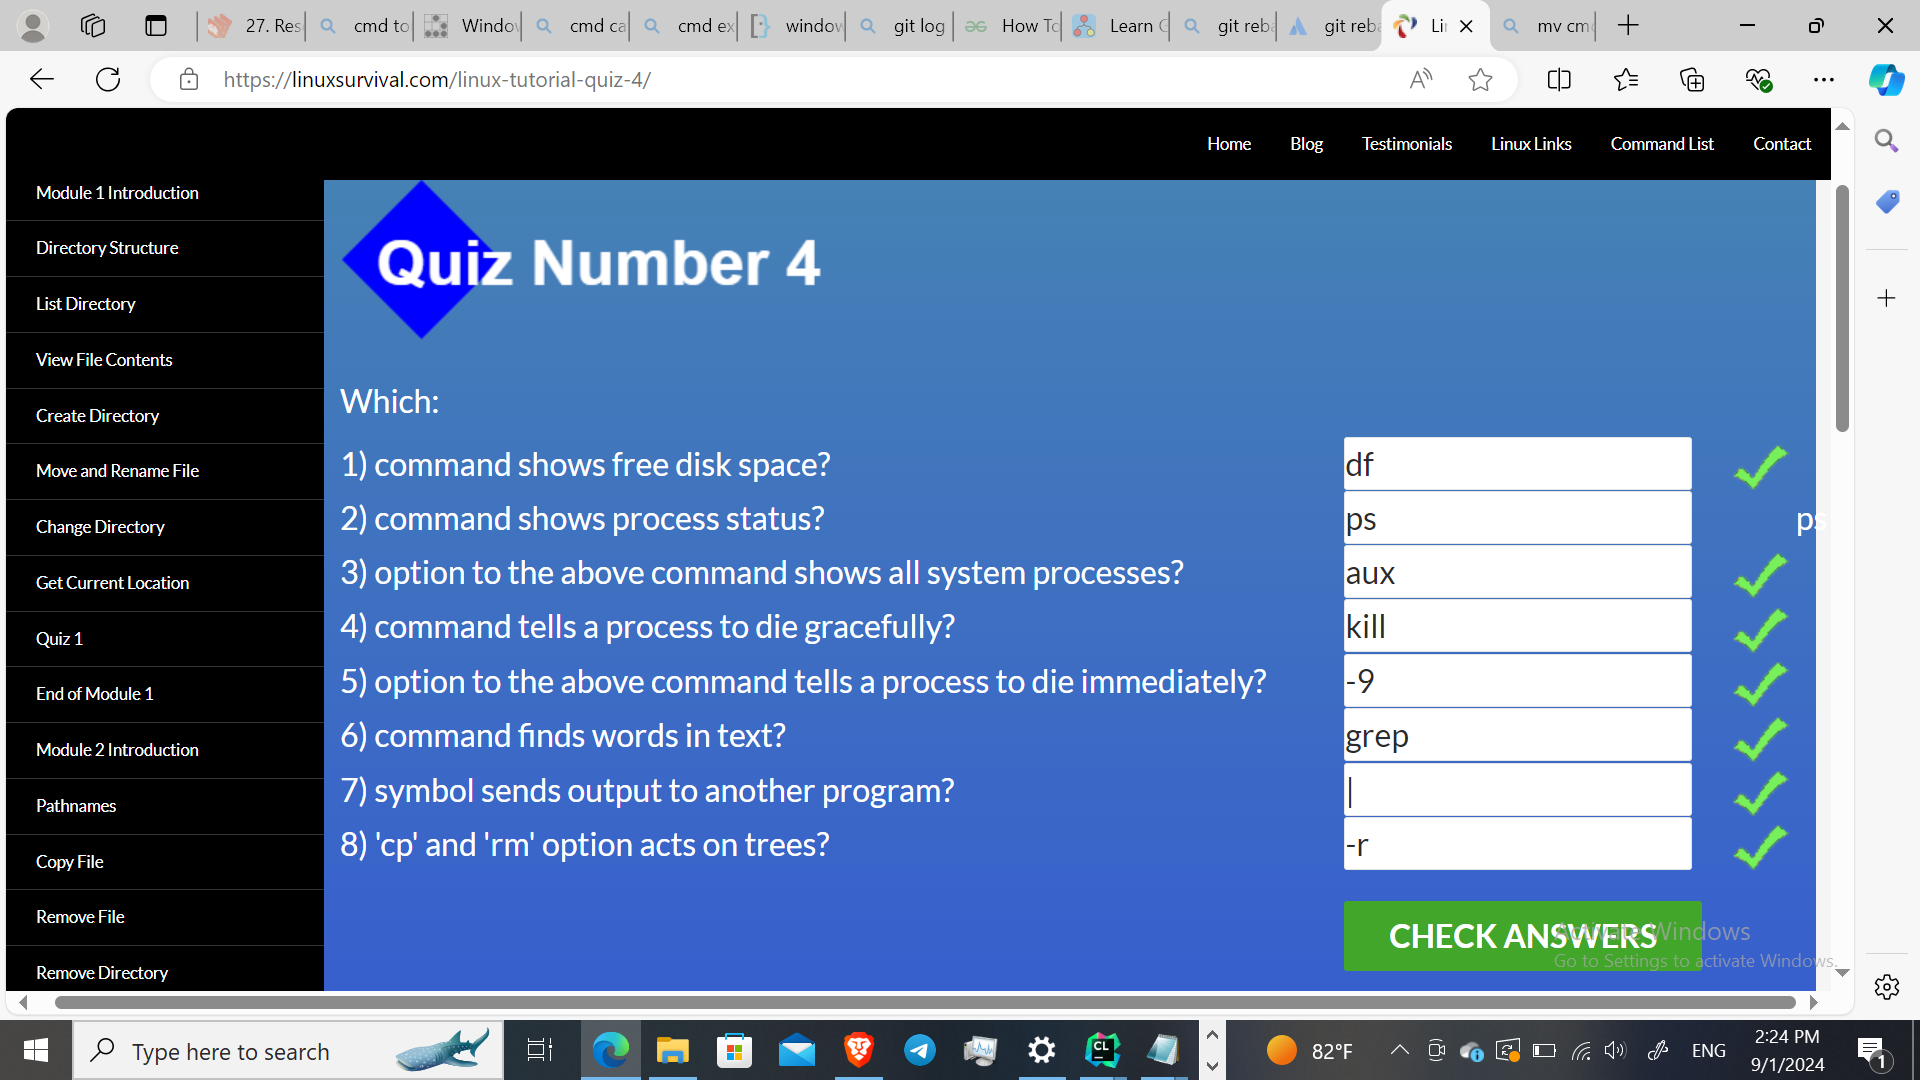 27. Res
cmd to
Window
cmd ca
cmd ex
window
git log
How To
Learn G
git reba
git reba
Li
mv cm
https://linuxsurvival.com/linux-tutorial-quiz-4/
Home
Blog
Testimonials
Linux Links
Command List
Contact
Module 1 Introduction
Directory Structure
List Directory
View File Contents
Create Directory
Move and Rename File
Change Directory
Get Current Location
Quiz 1
End of Module 1
Module 2 Introduction
Pathnames
Copy File
Remove File
Remove Directory
Quiz Number 4
Which:
1) command shows free disk space?
df
2) command shows process status?
ps
ps
3) option to the above command shows all system processes?
aux
4) command tells a process to die gracefully?
kill
5) option to the above command tells a process to die immediately?
-9
6) command finds words in text?
grep
7) symbol sends output to another program?
|
8) 'cp' and 'rm' option acts on trees?
-r
CHECK ANSWERS
Activate Windows
Go to Settings to activate Windows.
Type here to search
CL
82°F
ENG
2:24 PM
9/1/2024
1